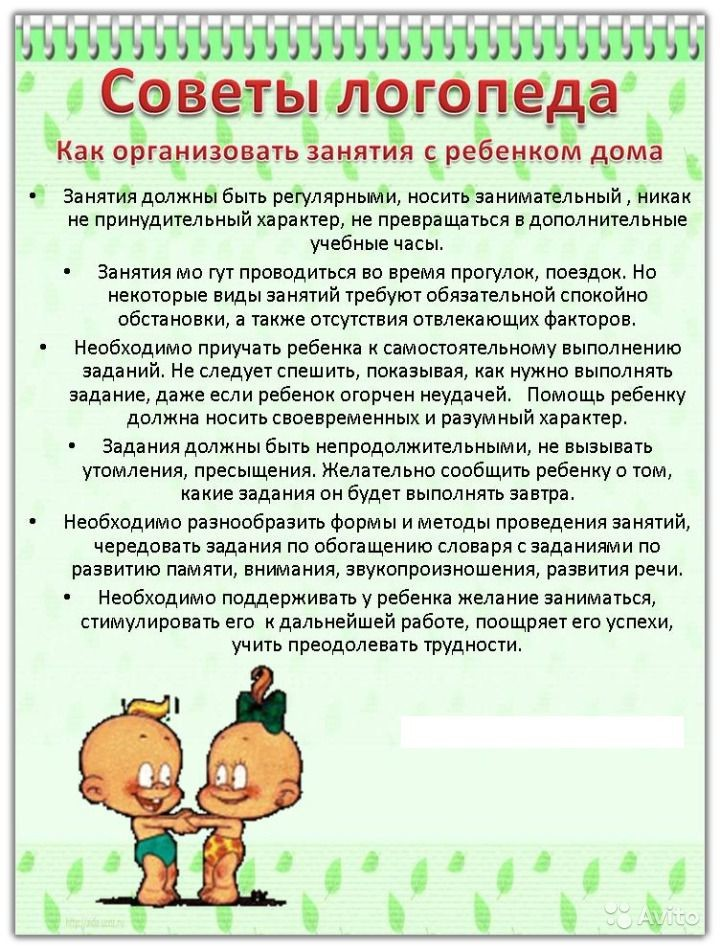 Советы логопеда
Как организовать занятия с ребенком дома
• Занятия должны быть регулярными, носить занимательный , никак
не принудительный характер, не превращаться в дополнительные
учебные часы.
• Занятия мо гут проводиться во время прогулок, поездок. Но
некоторые виды занятий требуют обязательной спокойно
обстановки, а также отсутствия отвлекающих факторов.
• Необходимо приучать ребенка к самостоятельному выполнению
заданий. Не следует спешить, показывая, как нужно выполнять
задание, даже если ребенок огорчен неудачей. Помощь ребенку
должна носить своевременных и разумный характер.
• Задания должны быть непродолжительными, не вызывать
утомления, пресыщения. Желательно сообщить ребенку о том,
какие задания он будет выполнять завтра.
• Необходимо разнообразить формы и методы проведения занятий,
чередовать задания по обогащению словаря с заданиями по
развитию памяти, внимания, звукопроизношения, развития речи.
• Необходимо поддерживать у ребенка желание заниматься,
стимулировать его к дальнейшей работе, поощряет его успехи,
учить преодолевать трудности.
Avito